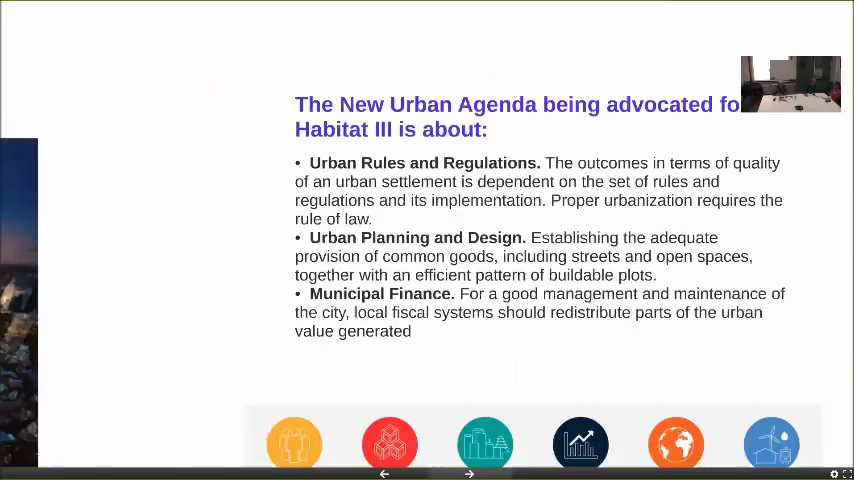 The New Urban Agenda being advocated fo
Habitat III is about:
• Urban Rules and Regulations. The outcomes in terms of quality
of an urban settlement is dependent on the set of rules and
regulations and its implementation. Proper urbanization requires the
rule of law.
• Urban Planning and Design. Establishing the adequate
provision of common goods, including streets and open spaces,
together with an efficient pattern of buildable plots.
• Municipal Finance. For a good management and maintenance of
the city, local fiscal systems should redistribute parts of the urban
value generated